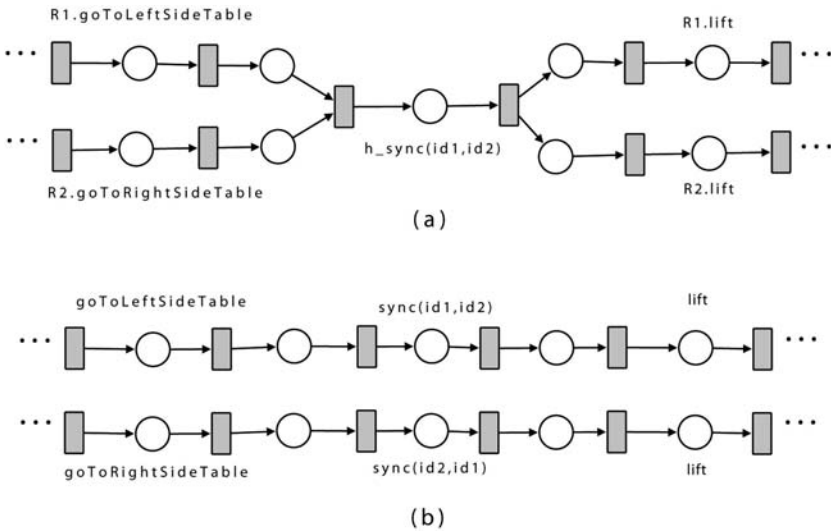 R1.goToLeftSideTable
R1.lift
h_sync(id1,id2)
R2.goToRightSideTable
R2.lift
(a)
goToLeftSideTable
sync(id1,id2)
lift
goToRightSideTable
sync(id2,id1)
lift
(b)